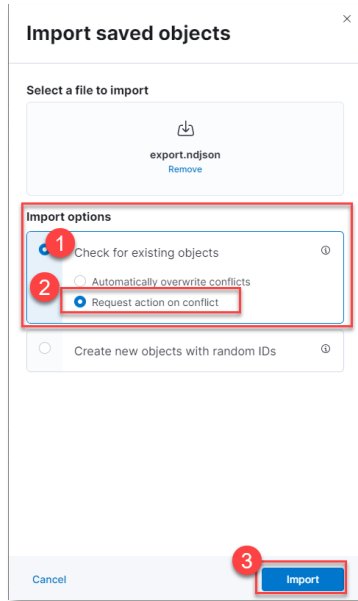 ×
Import saved objects
Select a file to import
export.ndjson
Remove
Import options
1
Check for existing objects
2
Automatically overwrite conflicts
Request action on conflict
Create new objects with random IDs
3
Cancel
Import